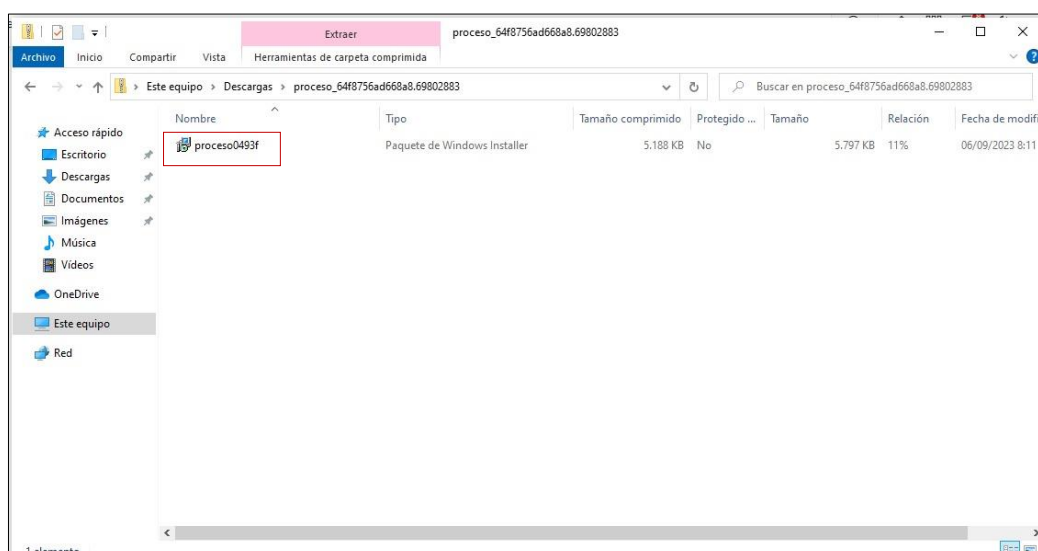 Extraer proceso_64f8756ad668a8.69802883
Archivo Inicio Compartir Vista Herramientas de carpeta comprimida
Este equipo > Descargas > proceso_64f8756ad668a8.69802883 Buscar en proceso_64f8756ad668a8.69802883
Nombre Tipo Tamaño comprimido Protegido ... Tamaño Relación Fecha de modifi
proceso0493f Paquete de Windows Installer 5.188 KB No 5.797 KB 11% 06/09/2023 8:11
Acceso rápido
Escritorio
Descargas
Documentos
Imágenes
Música
Vídeos
OneDrive
Este equipo
Red
1 elemento